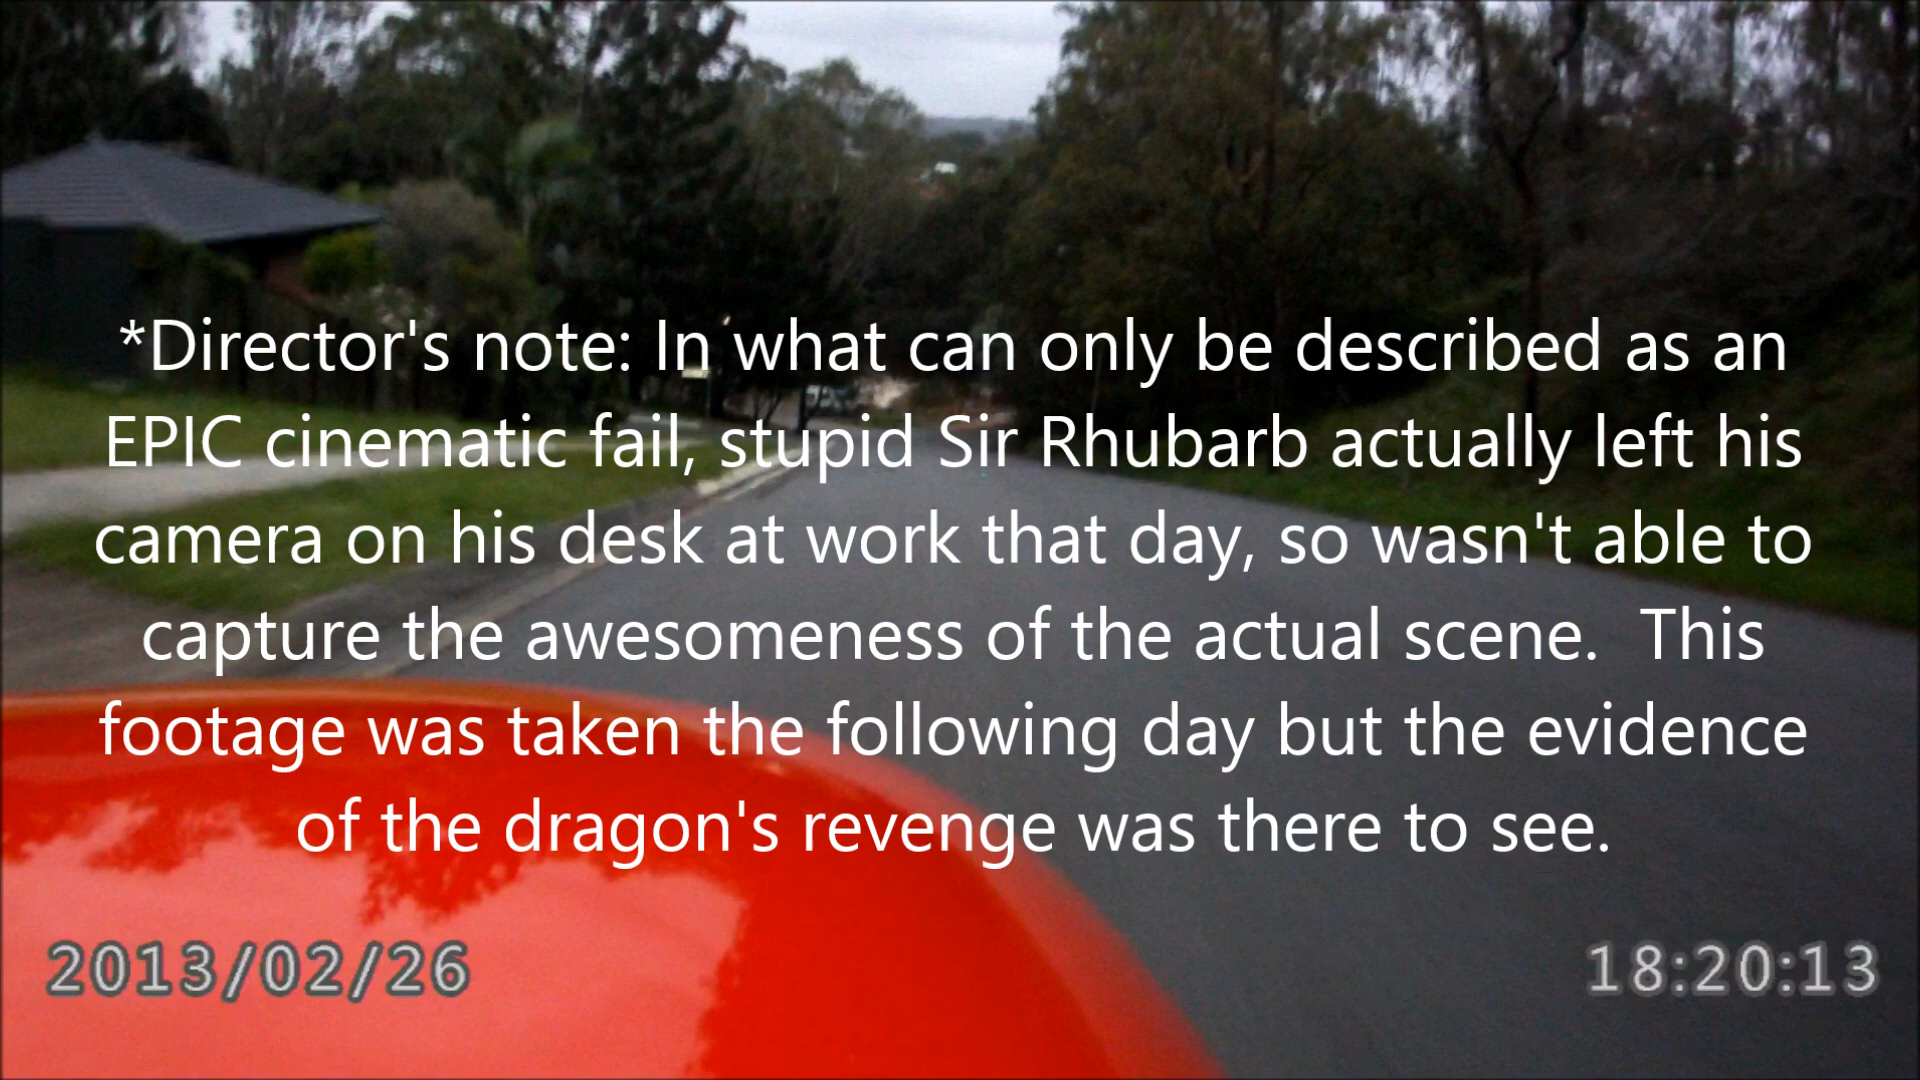 *Director's note: In what can only be described as an
EPIC cinematic fail, stupid Sir Rhubarb actually left his
camera on his desk at work that day, so wasn't able to
capture the awesomeness of the actual scene.  This
footage was taken the following day but the evidence
of the dragon's revenge was there to see.
2013/02/26
18:20:13